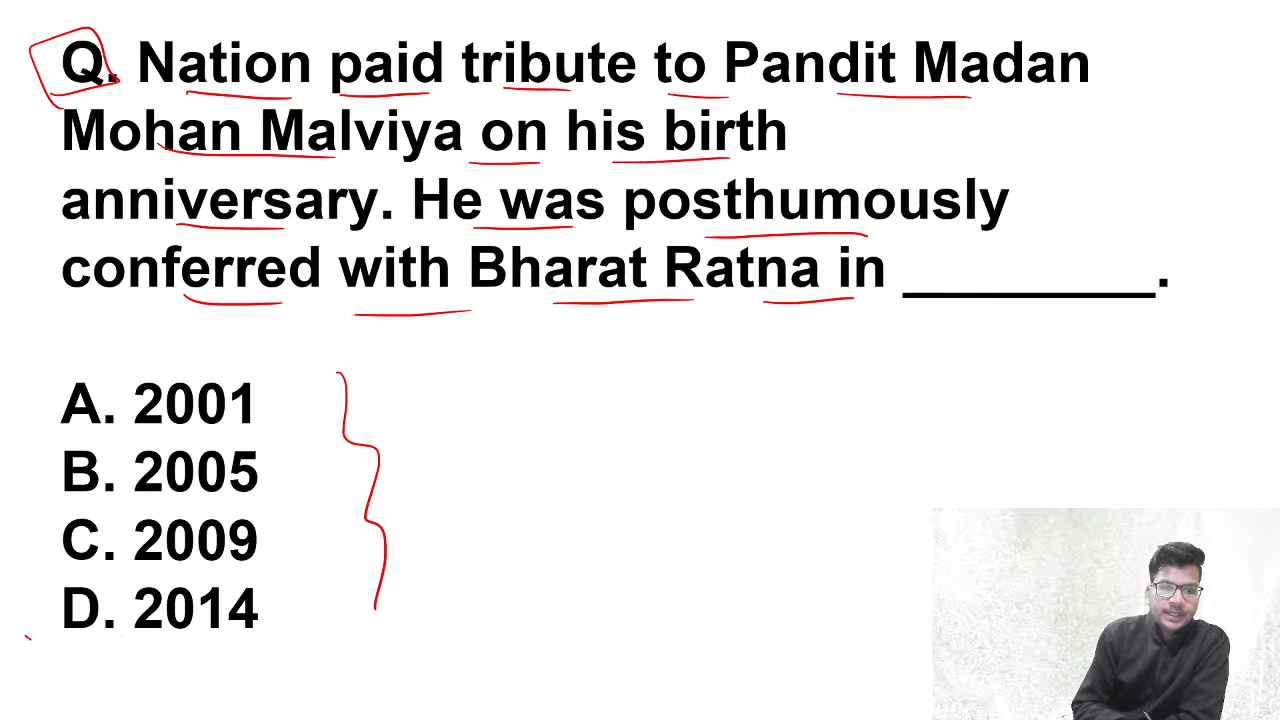 Q. Nation paid tribute to Pandit Madan
Mohan Malviya on his birth
anniversary. He was posthumously
conferred with Bharat Ratna in ________.
A. 2001
B. 2005
C. 2009
D. 2014